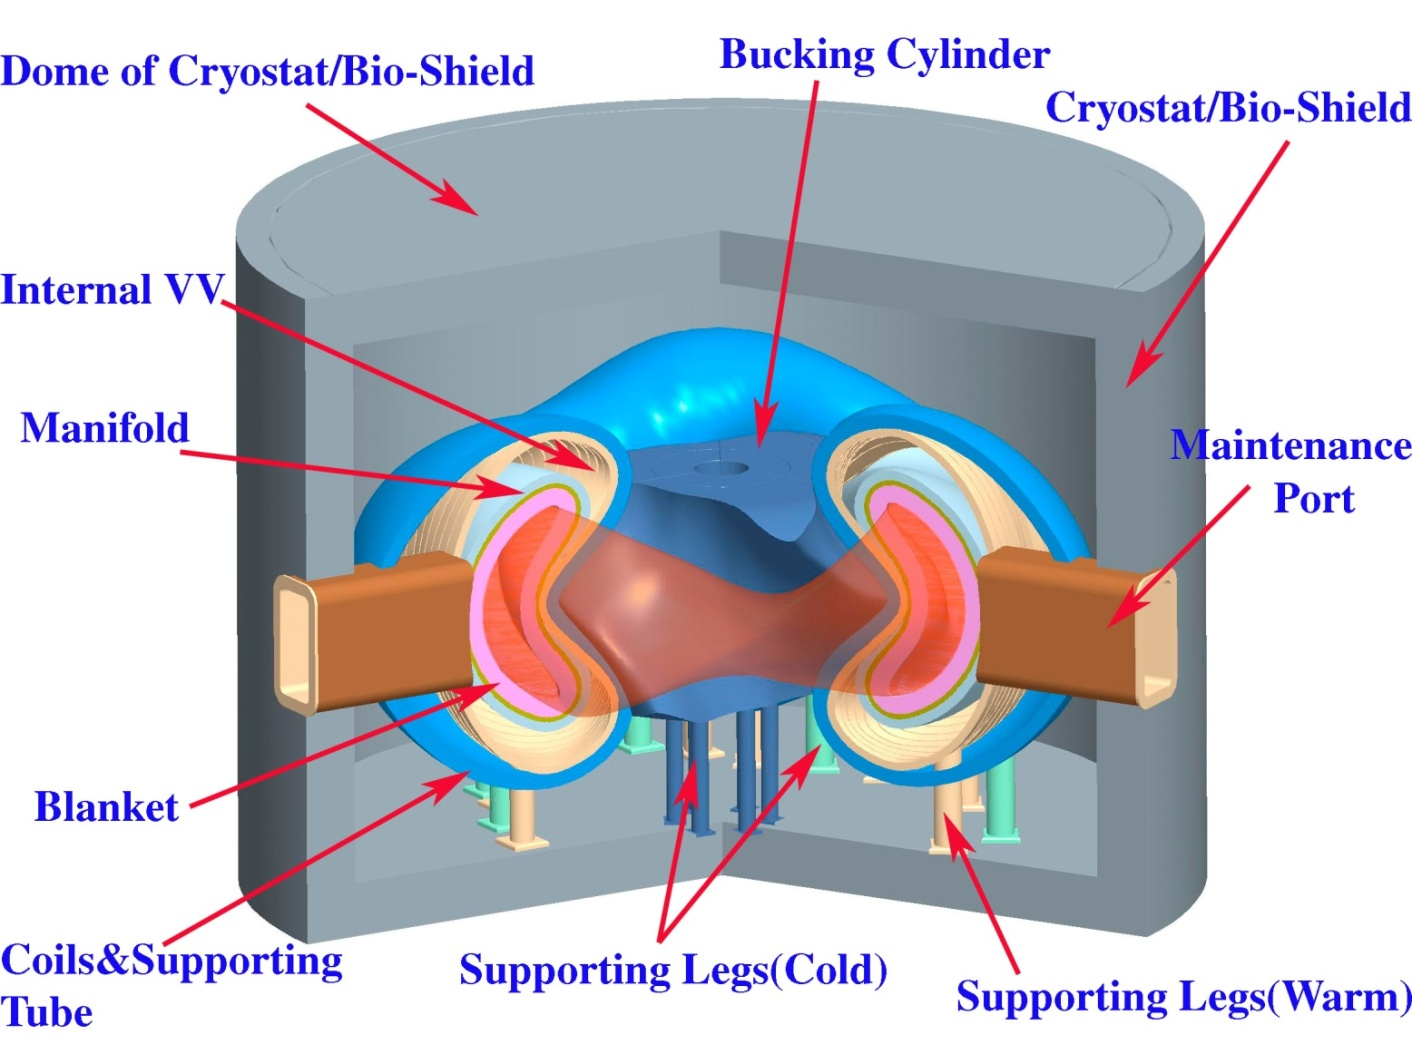 Bucking Cylinder
Dome of Cryostat/Bio-Shield
Cryostat/Bio-Shield
Internal VV
Manifold
Maintenance
Port
Blanket
Coils&Supporting
Tube
Supporting Legs(Cold)
Supporting Legs(Warm)